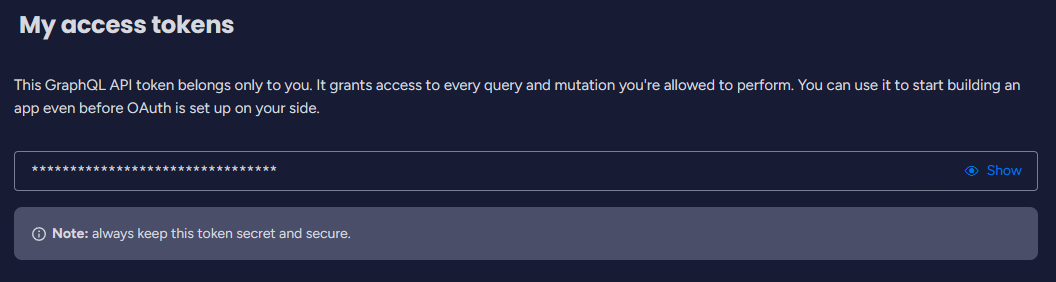 My access tokens
This GraphQL API token belongs only to you. It grants access to every query and mutation you're allowed to perform. You can use it to start building an
app even before OAuth is set up on your side.
******************************** Show
Note: always keep this token secret and secure.